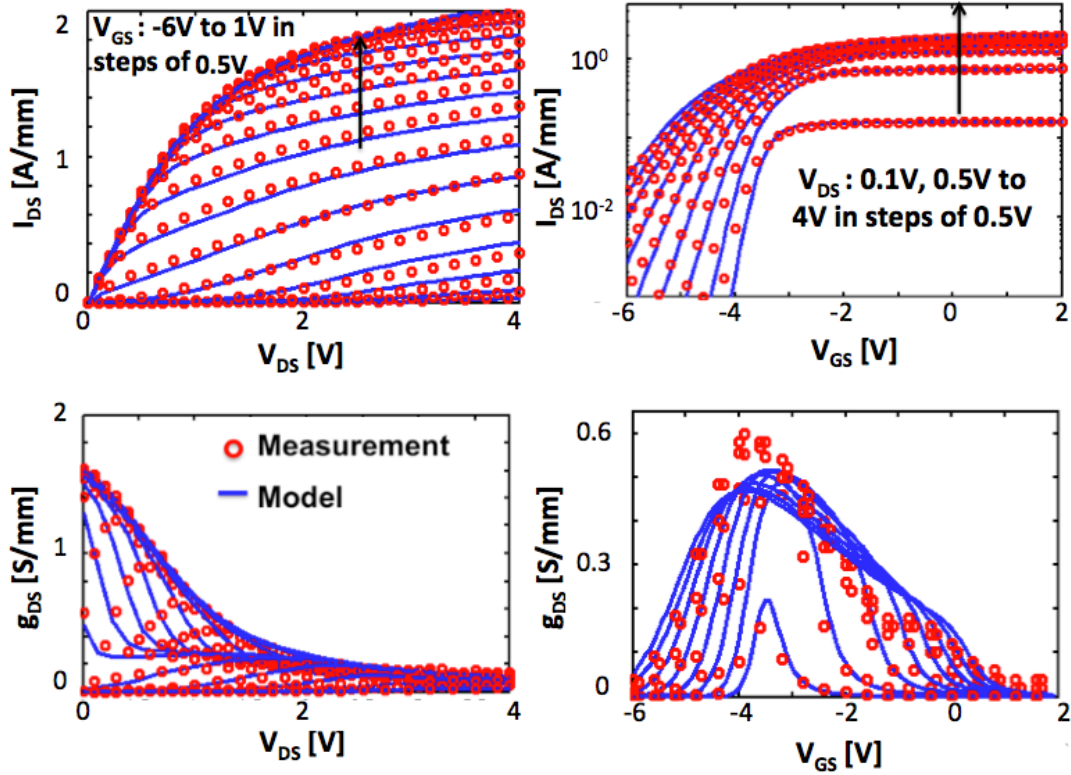 2
V_GS : -6V to 1V in
steps of 0.5V
1
0
I_DS [A/mm]
0
2
4
V_DS [V]
10^0
10^-2
I_DS [A/mm]
V_DS : 0.1V, 0.5V to
4V in steps of 0.5V
-6
-4
-2
0
2
V_GS [V]
2
Measurement
Model
1
0
g_DS [S/mm]
0
2
4
V_DS [V]
0.6
0.3
0
g_DS [S/mm]
-6
-4
-2
0
2
V_GS [V]